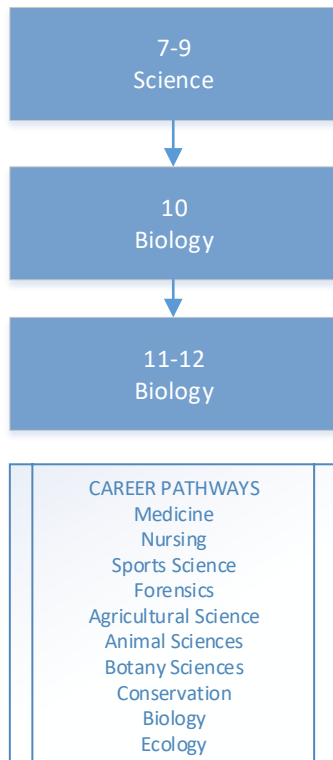 7-9
Science
10
Biology
11-12
Biology
CAREER PATHWAYS
Medicine
Nursing
Sports Science
Forensics
Agricultural Science
Animal Sciences
Botany Sciences
Conservation
Biology
Ecology